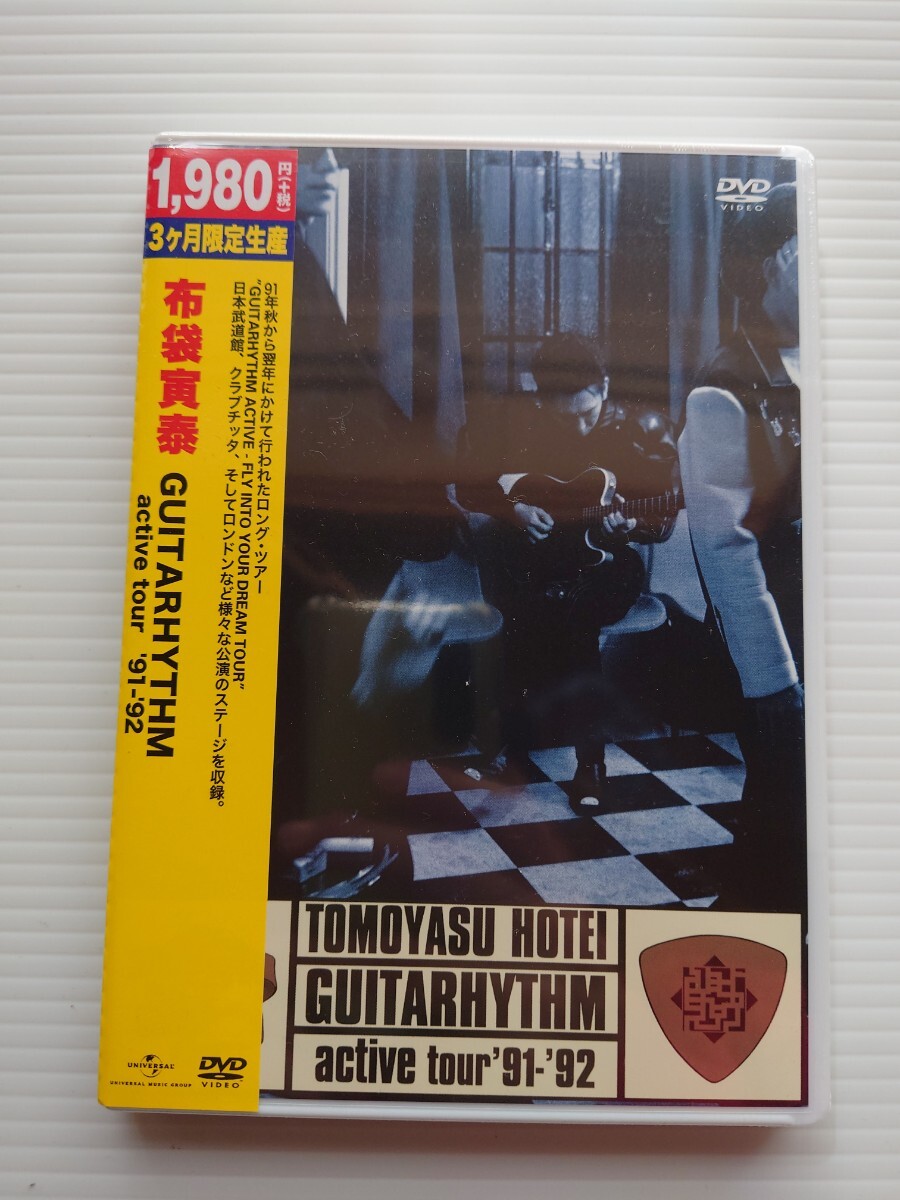 1,980円(+税)
3ヶ月限定生産
布袋寅泰
GUITARHYTHM
active tour '91-'92
91年秋から翌年にかけて行われたロング・ツアー
"GUITARHYTHM ACTIVE - FLY INTO YOUR DREAM TOUR"
日本武道館、クラブチッタ、そしてロンドンなど様々な公演のステージを収録。
UNIVERSAL
UNIVERSAL MUSIC GROUP
DVD
VIDEO
DVD
VIDEO
TOMOYASU HOTEI
GUITARHYTHM
active tour'91-'92